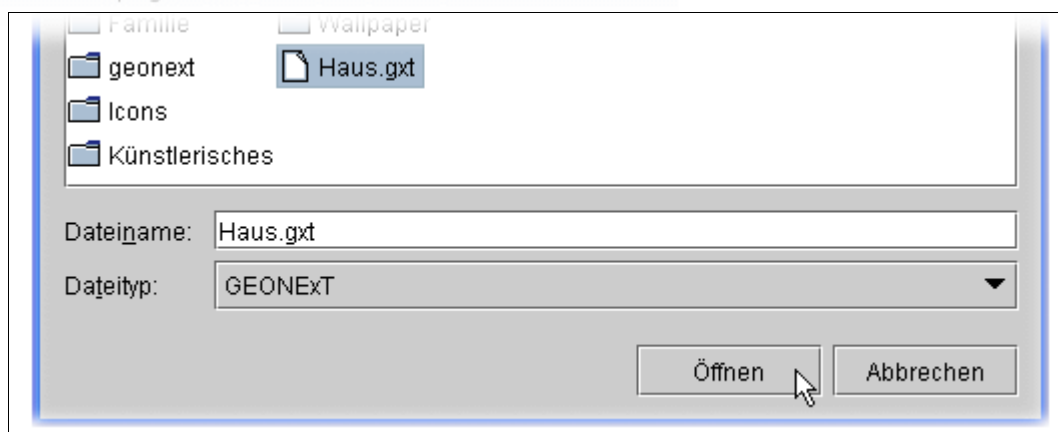 Familie Wallpaper
geonext Haus.gxt
Icons
Künstlerisches
Dateiname: Haus.gxt
Dateityp: GEONExT
Öffnen Abbrechen